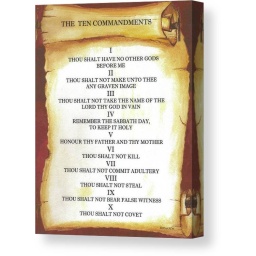 THE TEN COMMANDMENTS
I
THOU SHALT HAVE NO OTHER GODS
BEFORE ME
II
THOU SHALT NOT MAKE UNTO THEE
ANY GRAVEN IMAGE
III
THOU SHALT NOT TAKE THE NAME OF THE
LORD THY GOD IN VAIN
IV
REMEMBER THE SABBATH DAY,
TO KEEP IT HOLY
V
HONOUR THY FATHER AND THY MOTHER
VI
THOU SHALT NOT KILL
VII
THOU SHALT NOT COMMIT ADULTERY
VIII
THOU SHALT NOT STEAL
IX
THOU SHALT NOT BEAR FALSE WITNESS
X
THOU SHALT NOT COVET